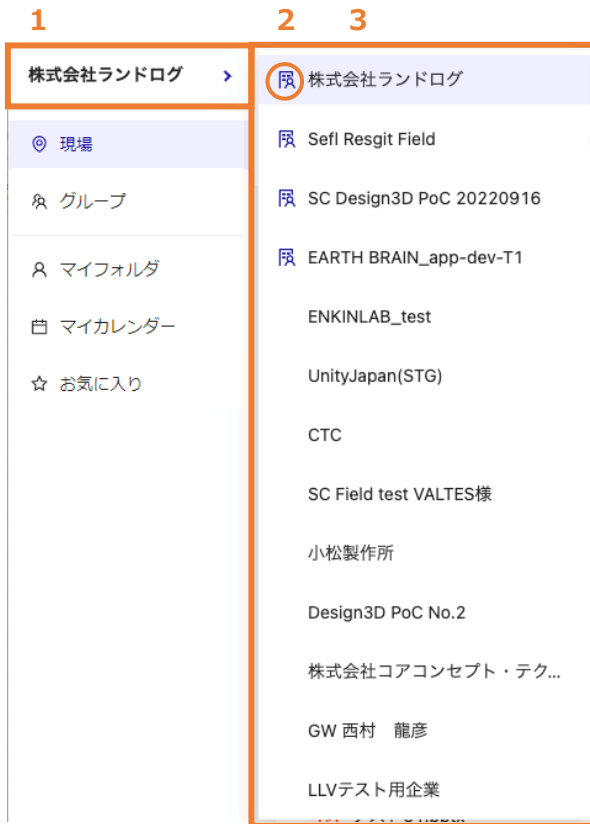 1
2 3
株式会社ランドログ
現場
グループ
マイフォルダ
マイカレンダー
お気に入り
株式会社ランドログ
Sefl Resgit Field
SC Design3D PoC 20220916
EARTH BRAIN_app-dev-T1
ENKINLAB_test
UnityJapan(STG)
CTC
SC Field test VALTES様
小松製作所
Design3D PoC No.2
株式会社コアコンセプト・テク...
GW 西村　龍彦
LLVテスト用企業